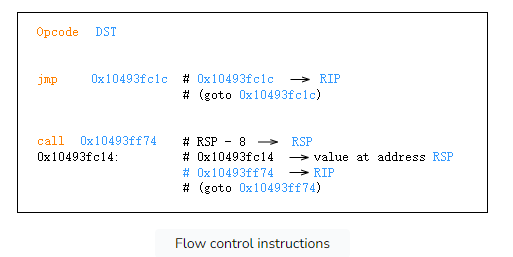 Opcode DST
jmp 0x10493fc1c # 0x10493fc1c → RIP
# (goto 0x10493fc1c)
call 0x10493ff74 # RSP - 8 → RSP
0x10493fc14: # 0x10493fc14 → value at address RSP
# 0x10493ff74 → RIP
# (goto 0x10493ff74)
Flow control instructions